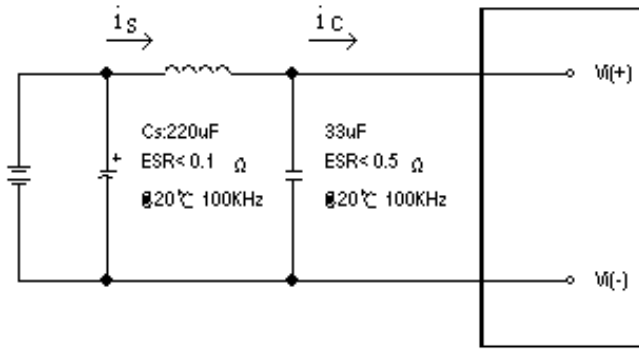 is
ic
Vi(+)
Cs:220uF
33uF
+
ESR< 0.1 Ω
ESR< 0.5 Ω
@20℃ 100KHz
@20℃ 100KHz
Vi(-)